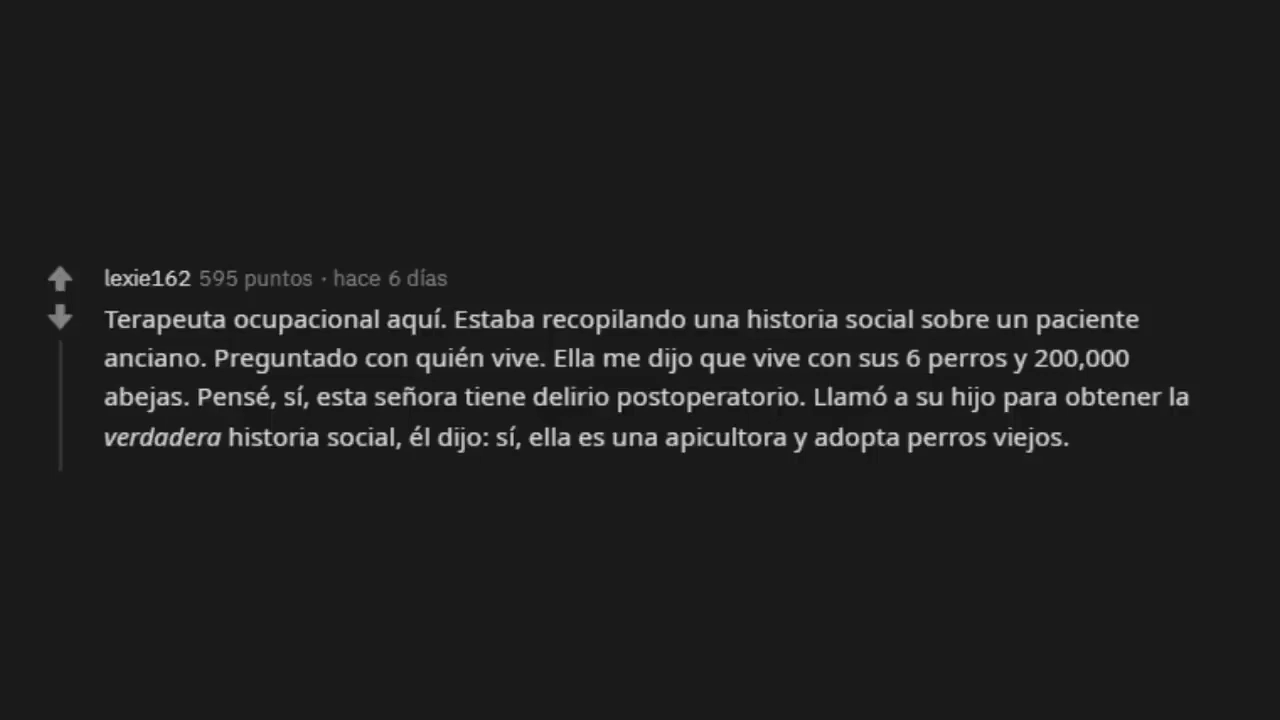 lexie162 595 puntos · hace 6 días
Terapeuta ocupacional aquí. Estaba recopilando una historia social sobre un paciente
anciano. Preguntado con quién vive. Ella me dijo que vive con sus 6 perros y 200,000
abejas. Pensé, sí, esta señora tiene delirio postoperatorio. Llamó a su hijo para obtener la
verdadera historia social, él dijo: sí, ella es una apicultora y adopta perros viejos.